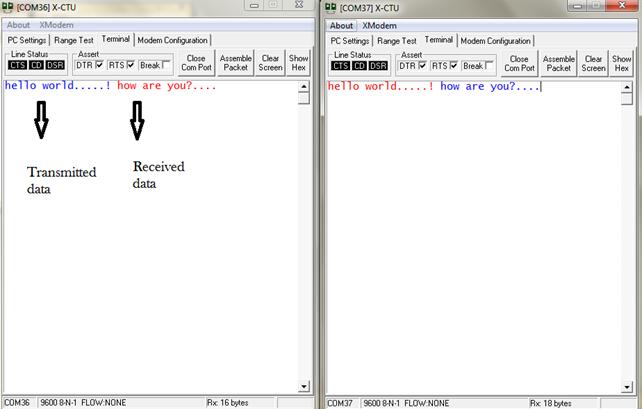 [COM36] X-CTU
About XModem
PC Settings Range Test Terminal Modem Configuration
Line Status
CTS CD DSR
Assert
DTR RTS Break
Close Com Port
Assemble Packet
Clear Screen
Show Hex
hello world.....! how are you?....
Transmitted
data
Received
data
COM36 9600 8-N-1 FLOW:NONE Rx: 16 bytes
[COM37] X-CTU
About XModem
PC Settings Range Test Terminal Modem Configuration
Line Status
CTS CD DSR
Assert
DTR RTS Break
Close Com Port
Assemble Packet
Clear Screen
Show Hex
hello world.....! how are you?....
COM37 9600 8-N-1 FLOW:NONE Rx: 18 bytes